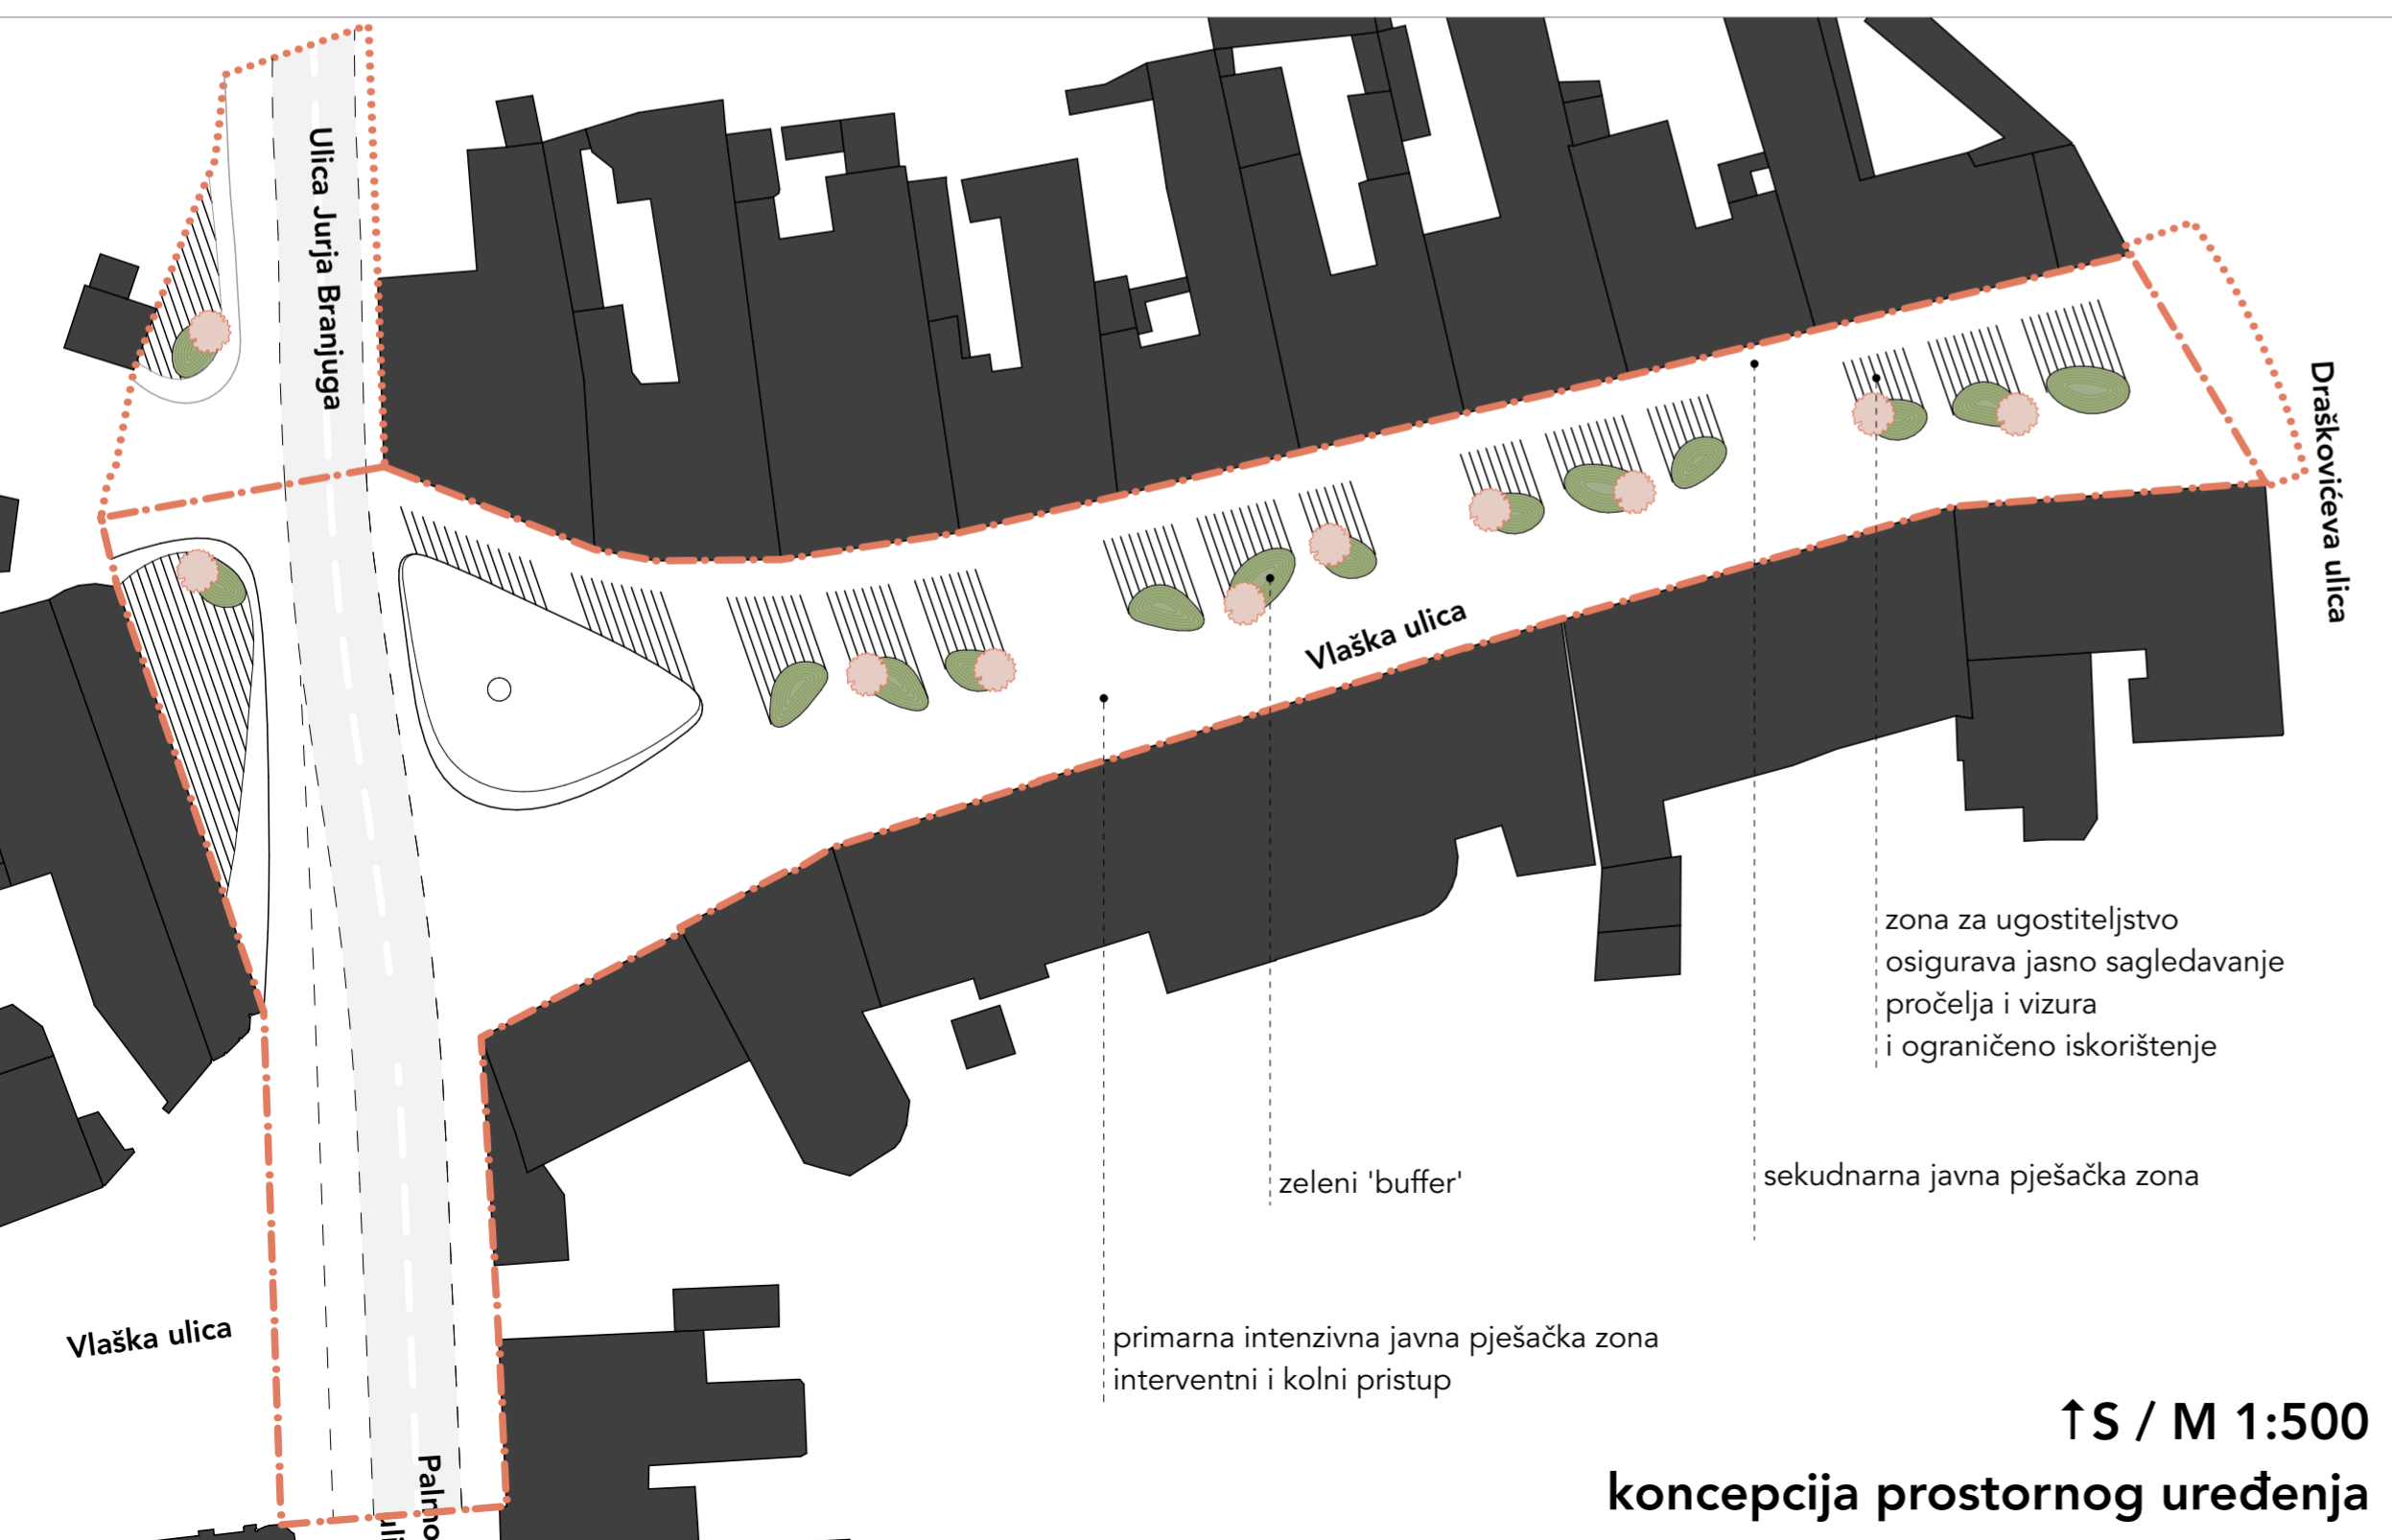 Ulica Jurja Branjuga
Draškovićeva ulica
Vlaška ulica
zona za ugostiteljstvo
osigurava jasno sagledavanje
pročelja i vizura
i ograničeno iskorištenje
zeleni 'buffer'
sekudnarna javna pješačka zona
Vlaška ulica
primarna intenzivna javna pješačka zona
interventni i kolni pristup
↑S / M 1:500
koncepcija prostornog uređenja